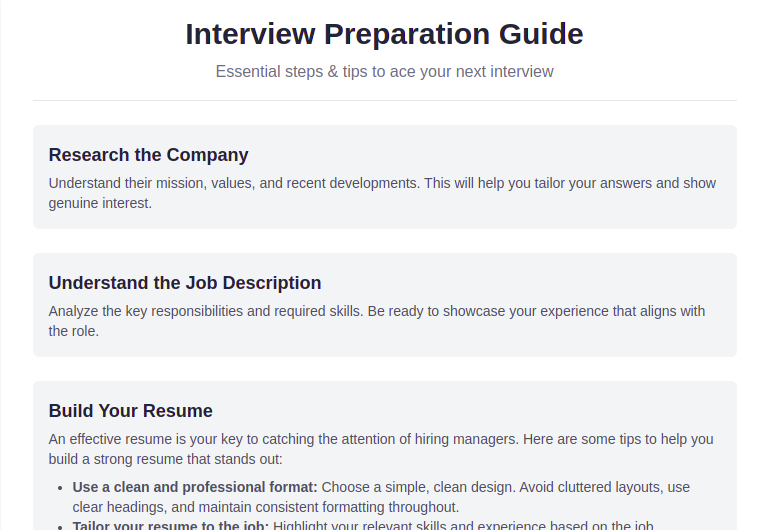 Interview Preparation Guide
Essential steps & tips to ace your next interview
Research the Company
Understand their mission, values, and recent developments. This will help you tailor your answers and show
genuine interest.
Understand the Job Description
Analyze the key responsibilities and required skills. Be ready to showcase your experience that aligns with
the role.
Build Your Resume
An effective resume is your key to catching the attention of hiring managers. Here are some tips to help you
build a strong resume that stands out:
• Use a clean and professional format: Choose a simple, clean design. Avoid cluttered layouts, use
clear headings, and maintain consistent formatting throughout.
• Tailor your resume to the job: Highlight your relevant skills and experience based on the job